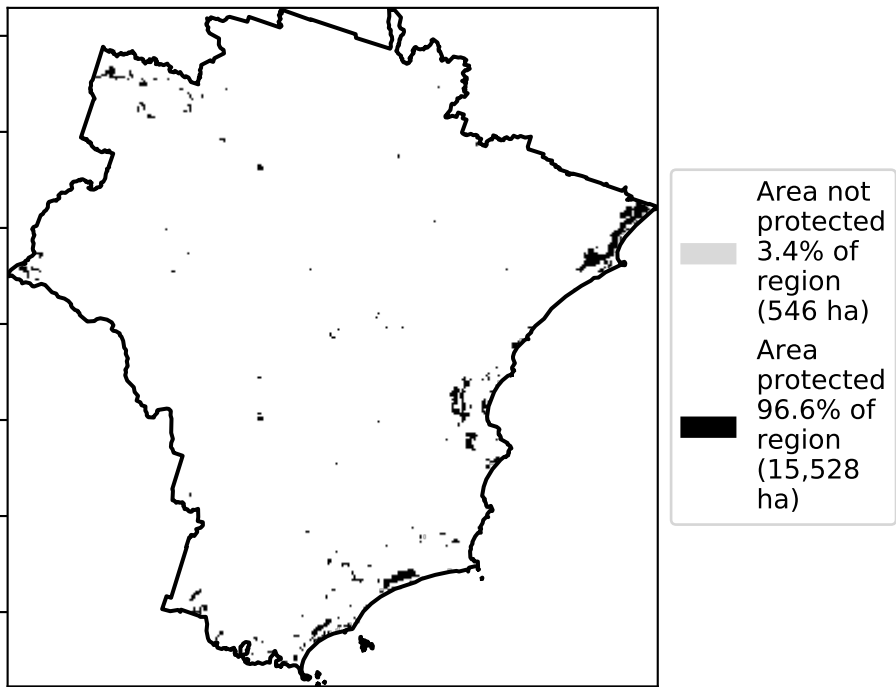 Area not
protected
3.4% of
region
(546 ha)
Area
protected
96.6% of
region
(15,528
ha)